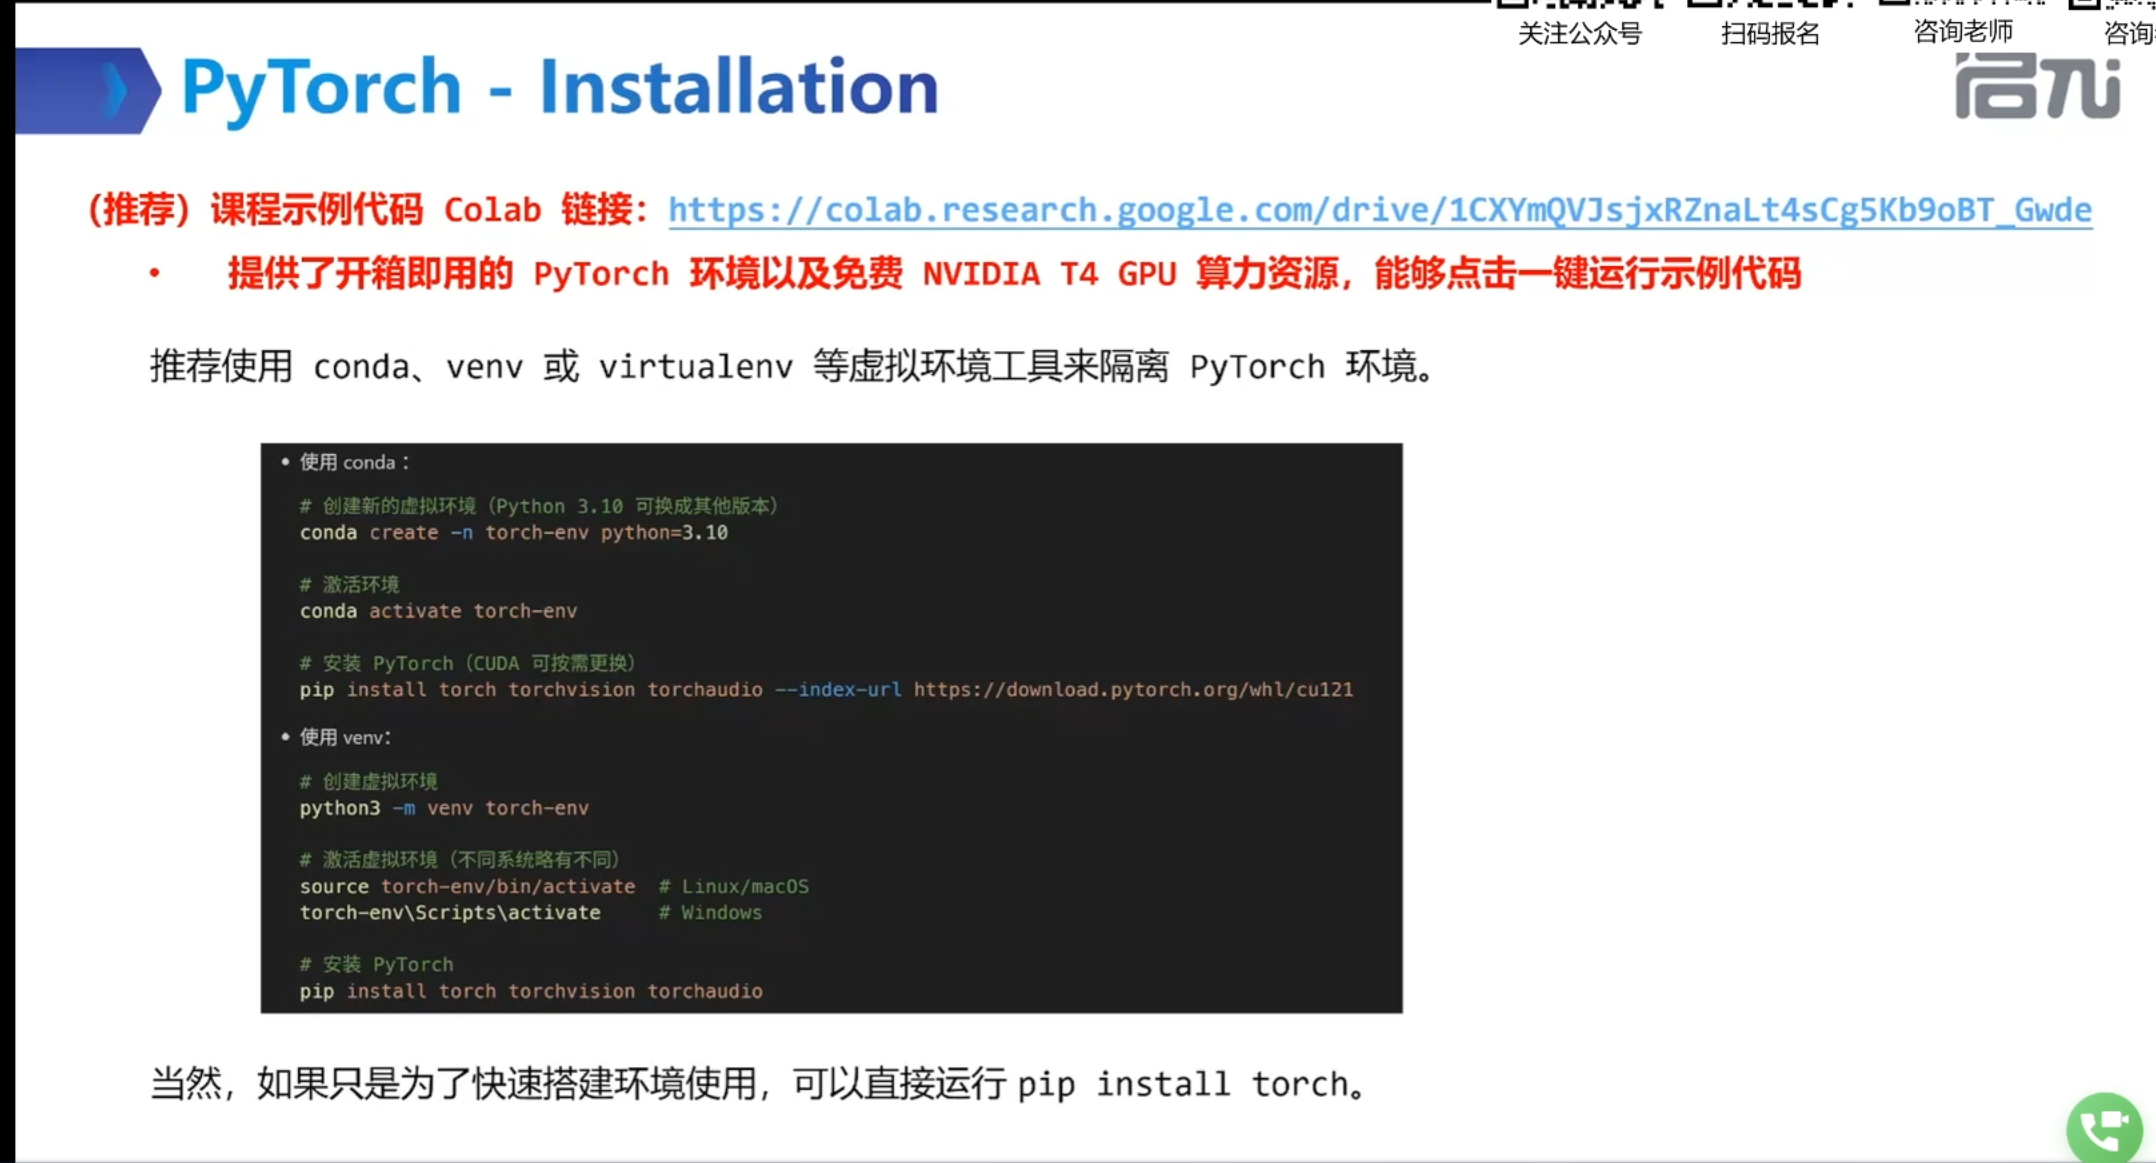 关注公众号 扫码报名 咨询老师 咨询
PyTorch - Installation
启π
（推荐）课程示例代码 Colab 链接：https://colab.research.google.com/drive/1CXYmQVJsjxRZnaLt4sCg5Kb9oBT_Gwde
• 提供了开箱即用的 PyTorch 环境以及免费 NVIDIA T4 GPU 算力资源，能够点击一键运行示例代码
推荐使用 conda、venv 或 virtualenv 等虚拟环境工具来隔离 PyTorch 环境。
• 使用 conda：
# 创建新的虚拟环境（Python 3.10 可换成其他版本）
conda create -n torch-env python=3.10
# 激活环境
conda activate torch-env
# 安装 PyTorch（CUDA 可按需更换）
pip install torch torchvision torchaudio --index-url https://download.pytorch.org/whl/cu121
• 使用 venv：
# 创建虚拟环境
python3 -m venv torch-env
# 激活虚拟环境（不同系统略有不同）
source torch-env/bin/activate # Linux/macOS
torch-env\Scripts\activate # Windows
# 安装 PyTorch
pip install torch torchvision torchaudio
当然，如果只是为了快速搭建环境使用，可以直接运行 pip install torch。